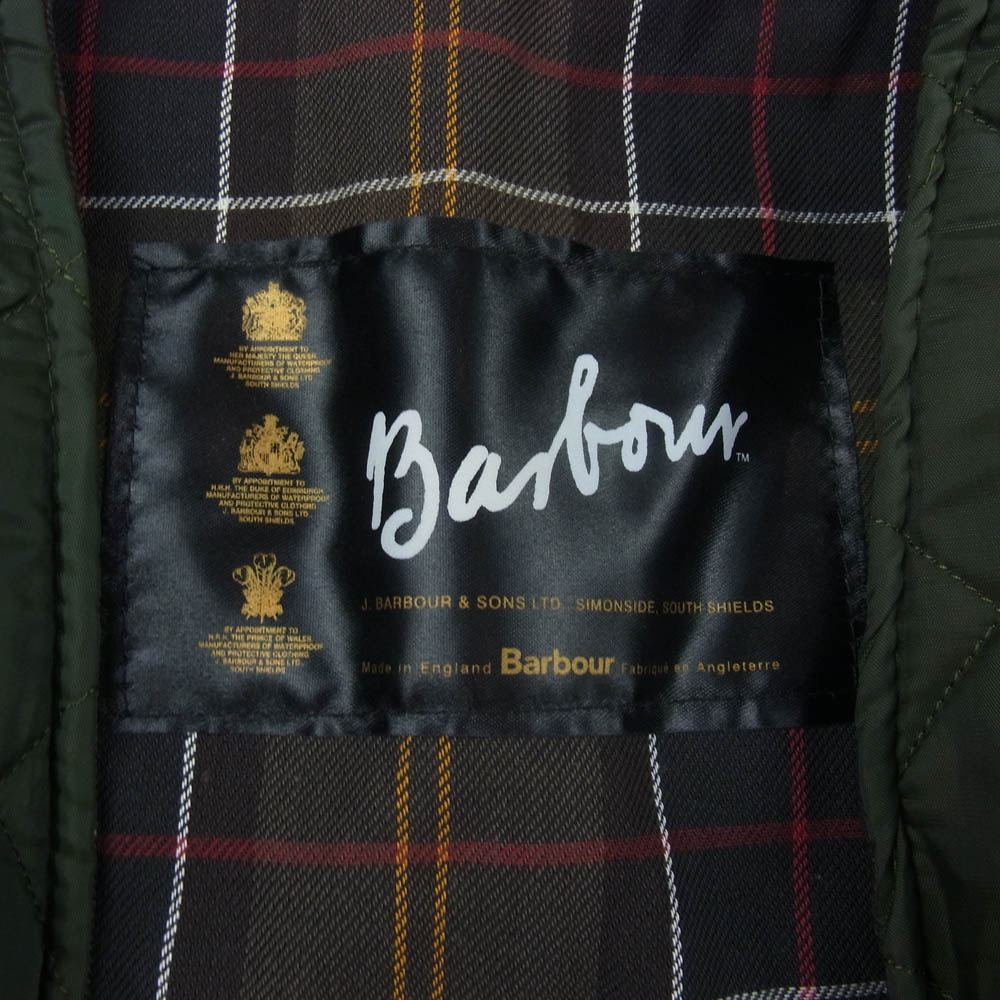 BY APPOINTMENT TO
HER MAJESTY THE QUEEN.
MANUFACTURERS OF WATERPROOF
AND PROTECTIVE CLOTHING
J. BARBOUR & SONS LTD
SOUTH SHIELDS
BY APPOINTMENT TO
H.R.H. THE DUKE OF EDINBURGH
MANUFACTURERS OF WATERPROOF
AND PROTECTIVE CLOTHING
J. BARBOUR & SONS LTD
SOUTH SHIELDS
BY APPOINTMENT TO
H.R.H. THE PRINCE OF WALES
MANUFACTURERS OF WATERPROOF
AND PROTECTIVE CLOTHING
J. BARBOUR & SONS LTD.
SOUTH SHIELDS
Barbour™
J. BARBOUR & SONS LTD. SIMONSIDE, SOUTH SHIELDS
Made in England Barbour Fabriqué en Angleterre